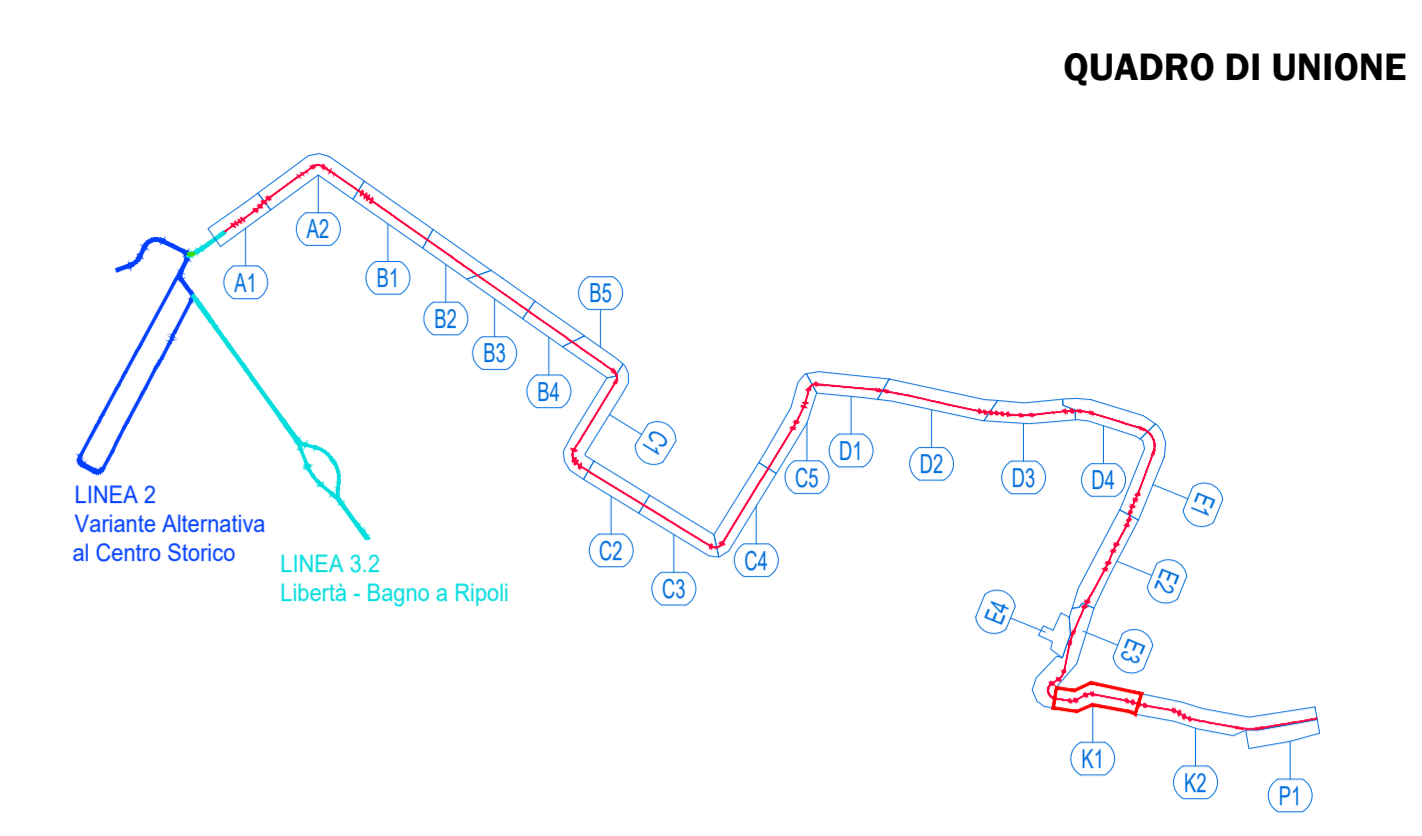 QUADRO DI UNIONE
A1
A2
B1
B2
B3
B4
B5
C1
C2
C3
C4
C5
D1
D2
D3
D4
E1
E2
E3
E4
K1
K2
P1
LINEA 2
Variante Alternativa
al Centro Storico
LINEA 3.2
Libertà - Bagno a Ripoli